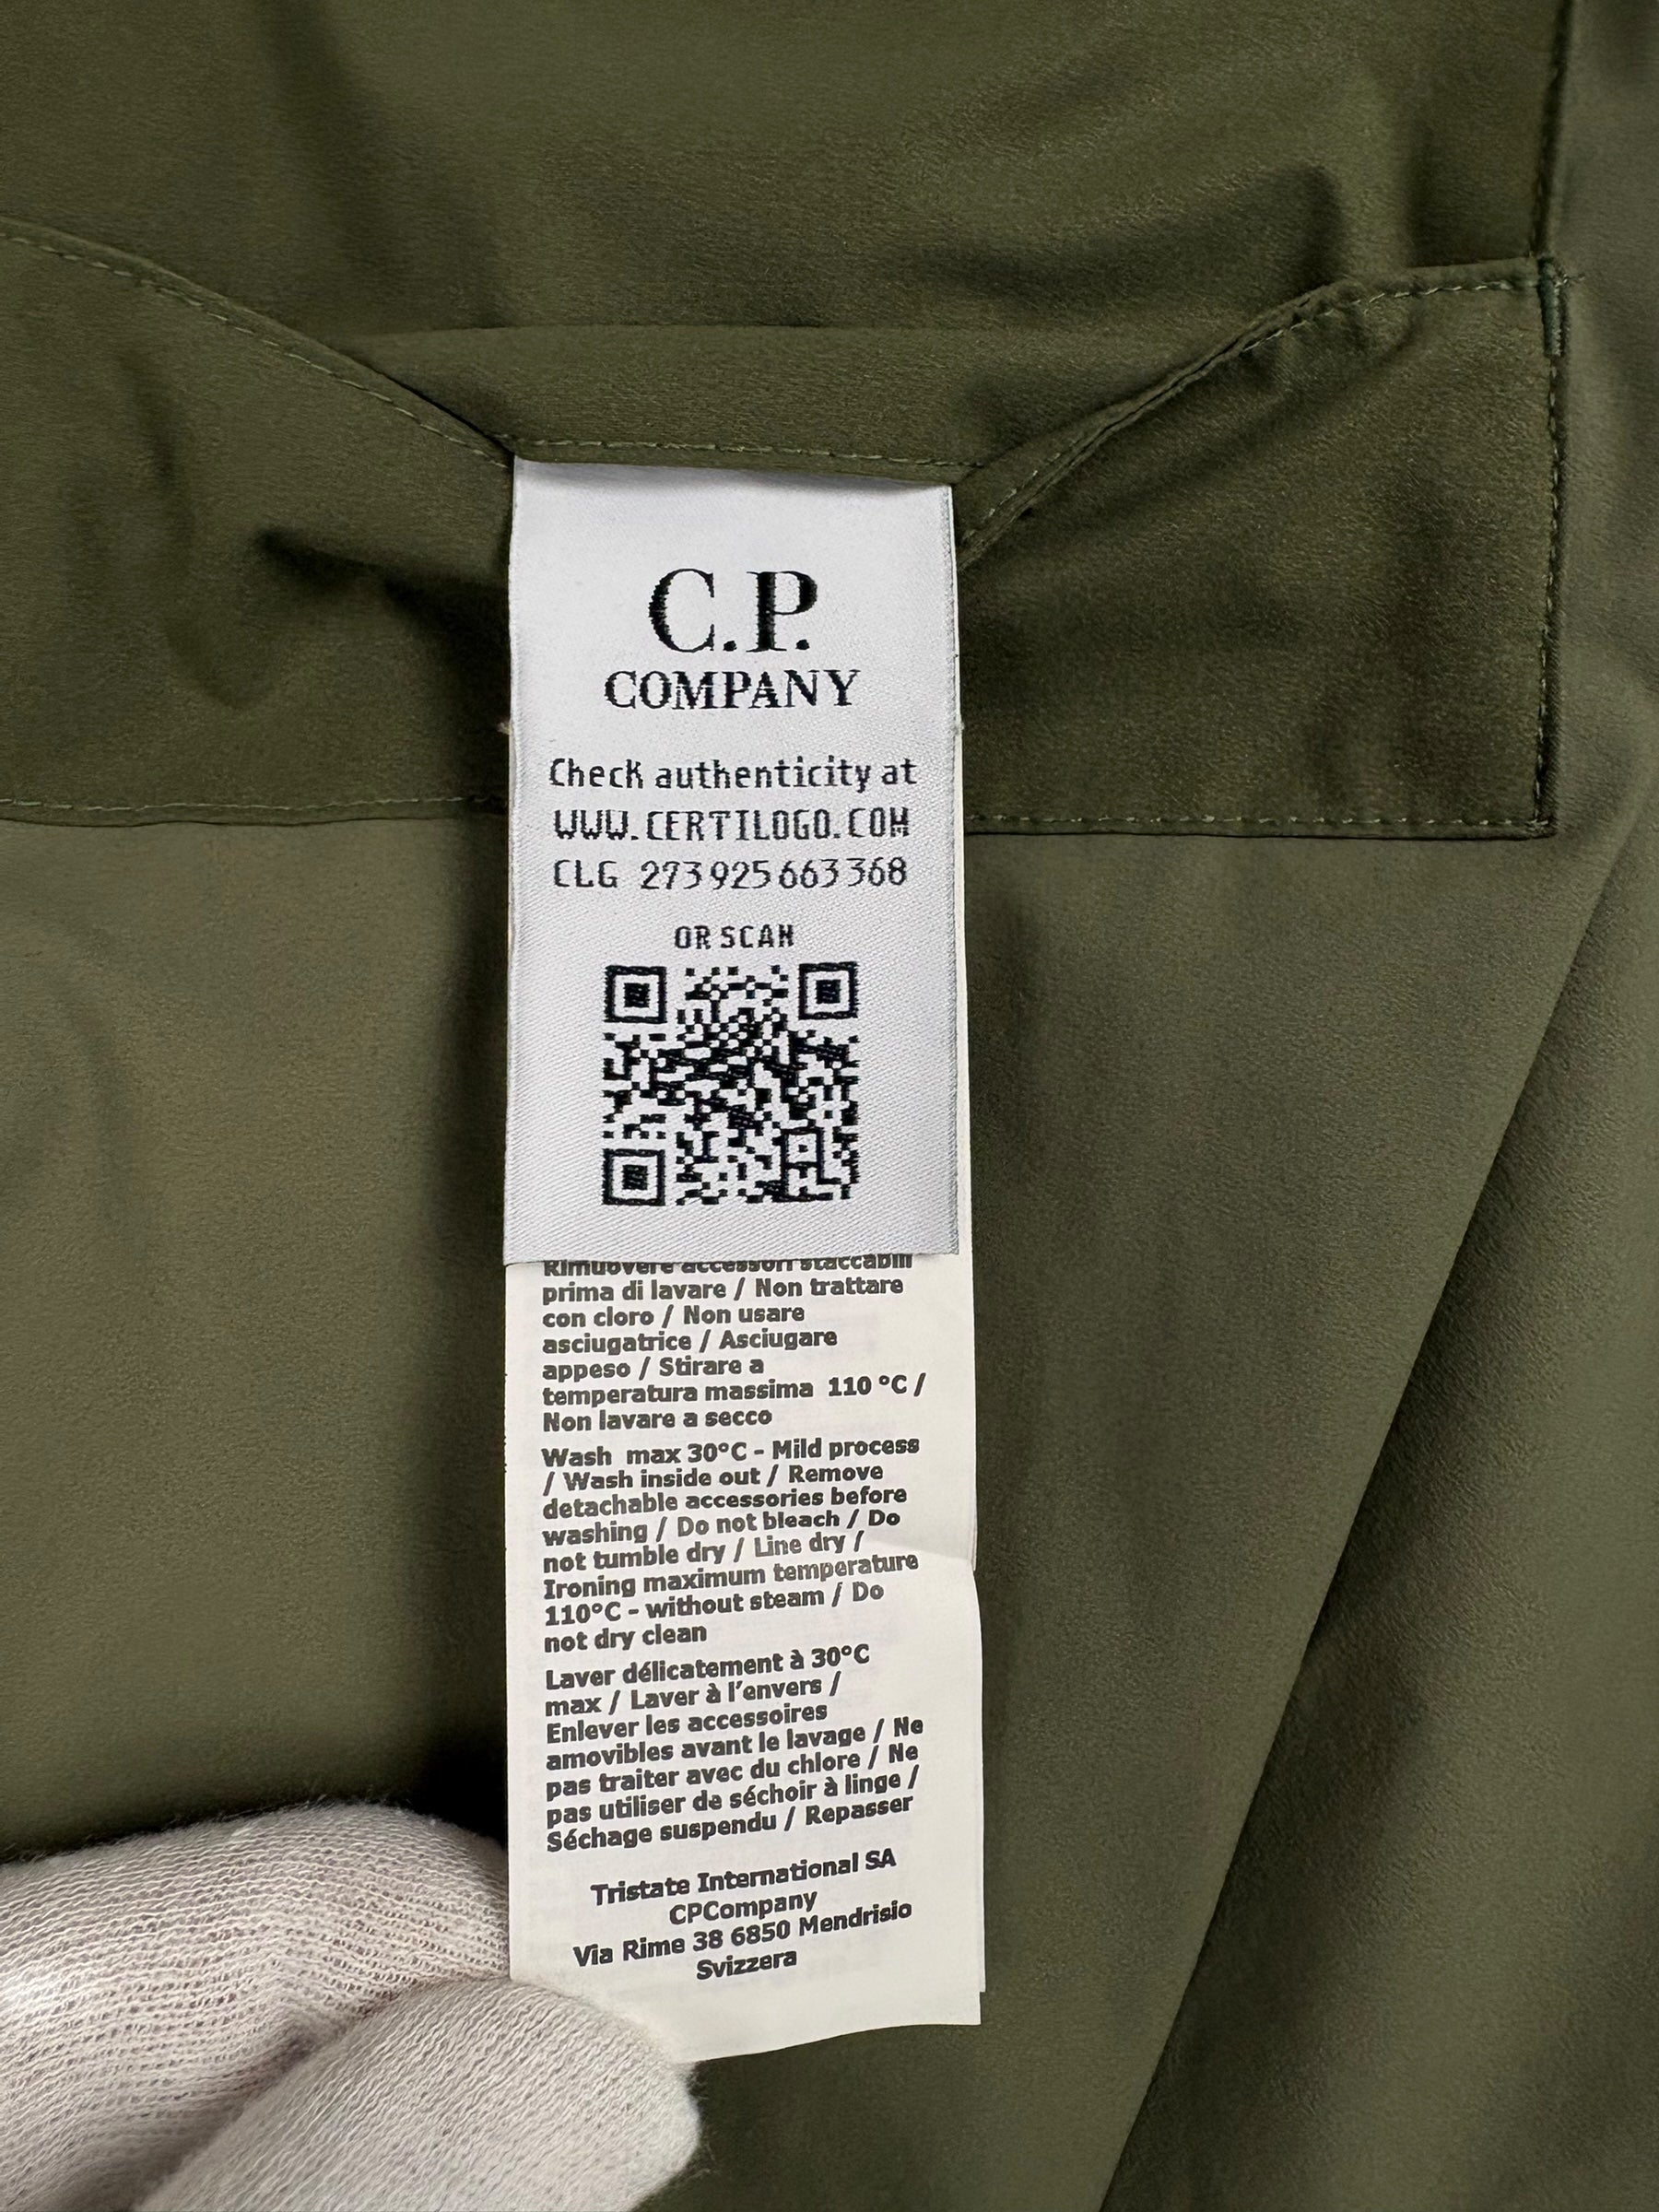 C.P.
COMPANY
Check authenticity at
WWW.CERTILOGO.COM
CLG 273925663368
OR SCAN
Rimuovere accessori staccabili
prima di lavare / Non trattare
con cloro / Non usare
asciugatrice / Asciugare
appeso / Stirare a
temperatura massima 110 °C /
Non lavare a secco
Wash max 30°C - Mild process
/ Wash inside out / Remove
detachable accessories before
washing / Do not bleach / Do
not tumble dry / Line dry /
Ironing maximum temperature
110°C - without steam / Do
not dry clean
Laver délicatement à 30°C
max / Laver à l'envers /
Enlever les accessoires
amovibles avant le lavage / Ne
pas traiter avec du chlore / Ne
pas utiliser de séchoir à linge /
Séchage suspendu / Repasser
Tristate International SA
CPCompany
Via Rime 38 6850 Mendrisio
Svizzera